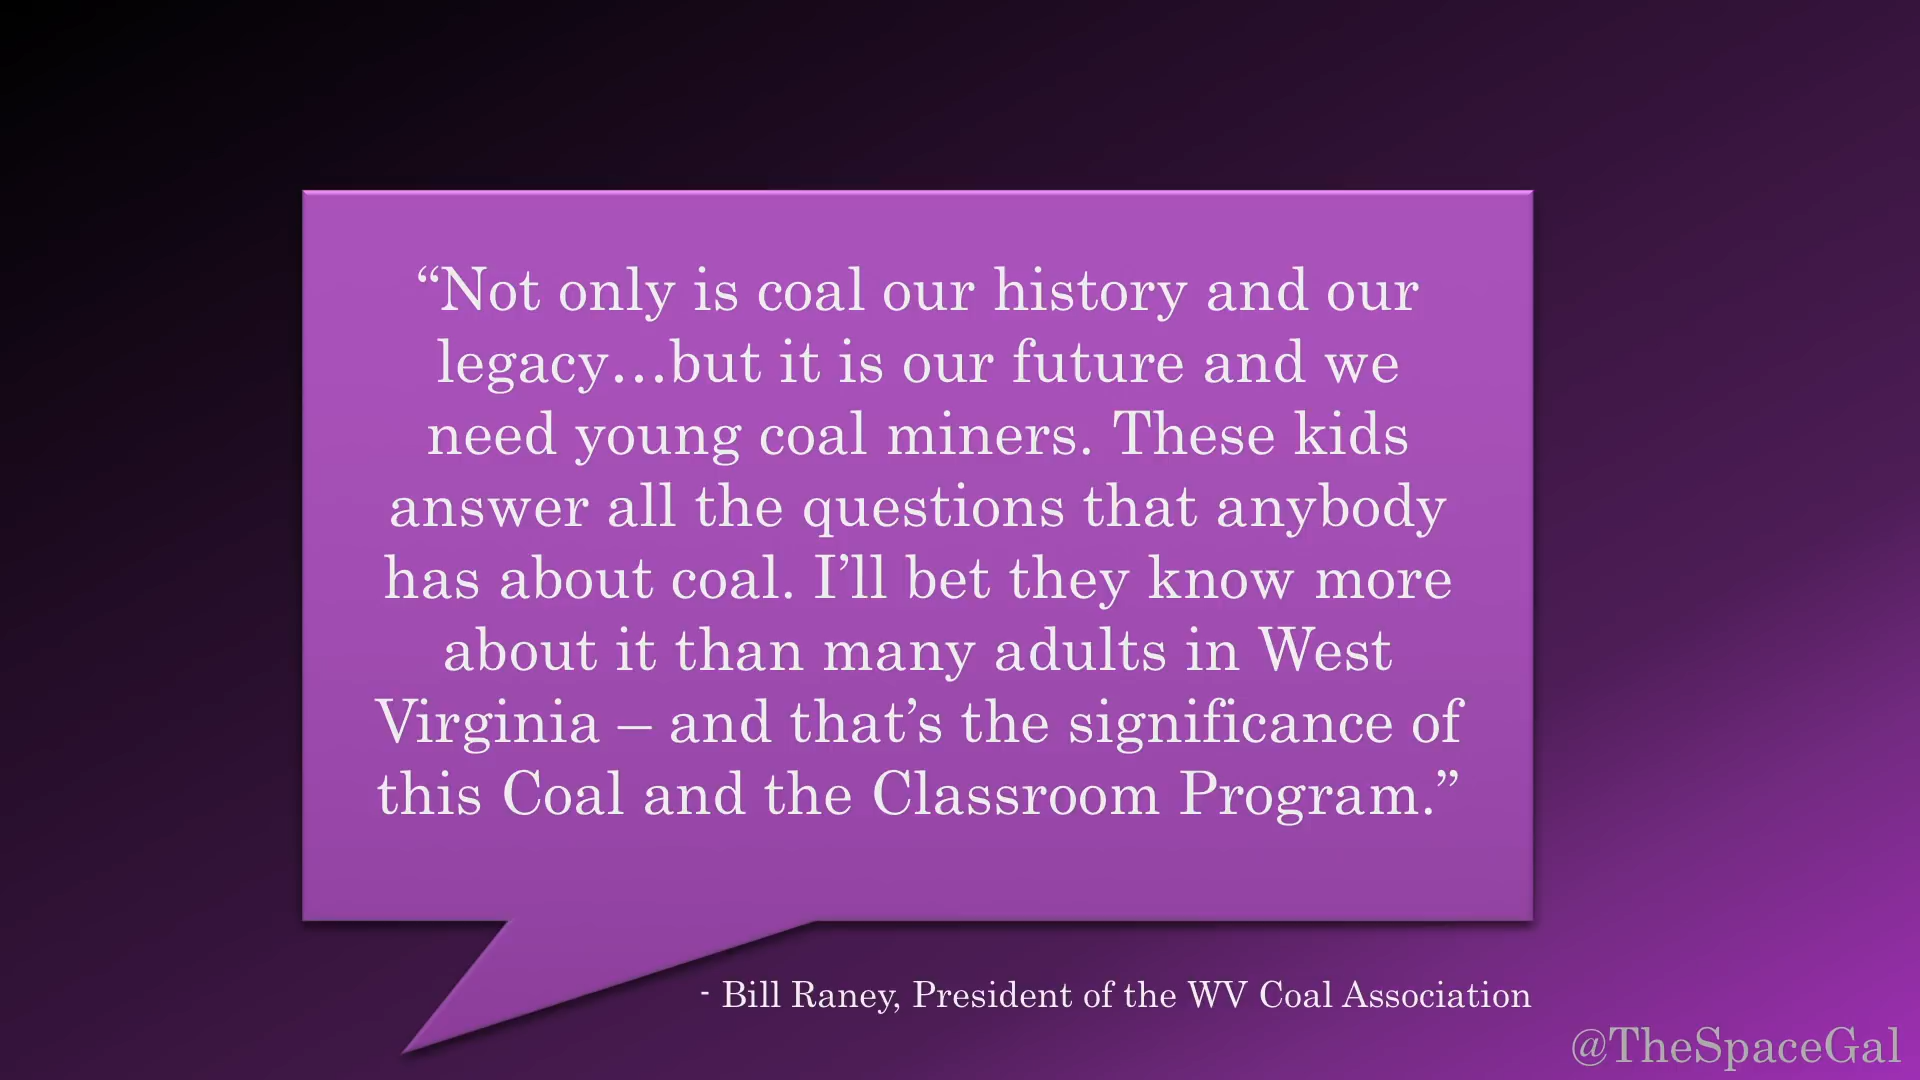 “Not only is coal our history and our
legacy…but it is our future and we
need young coal miners. These kids
answer all the questions that anybody
has about coal. I’ll bet they know more
about it than many adults in West
Virginia – and that’s the significance of
this Coal and the Classroom Program.”
- Bill Raney, President of the WV Coal Association
@TheSpaceGal